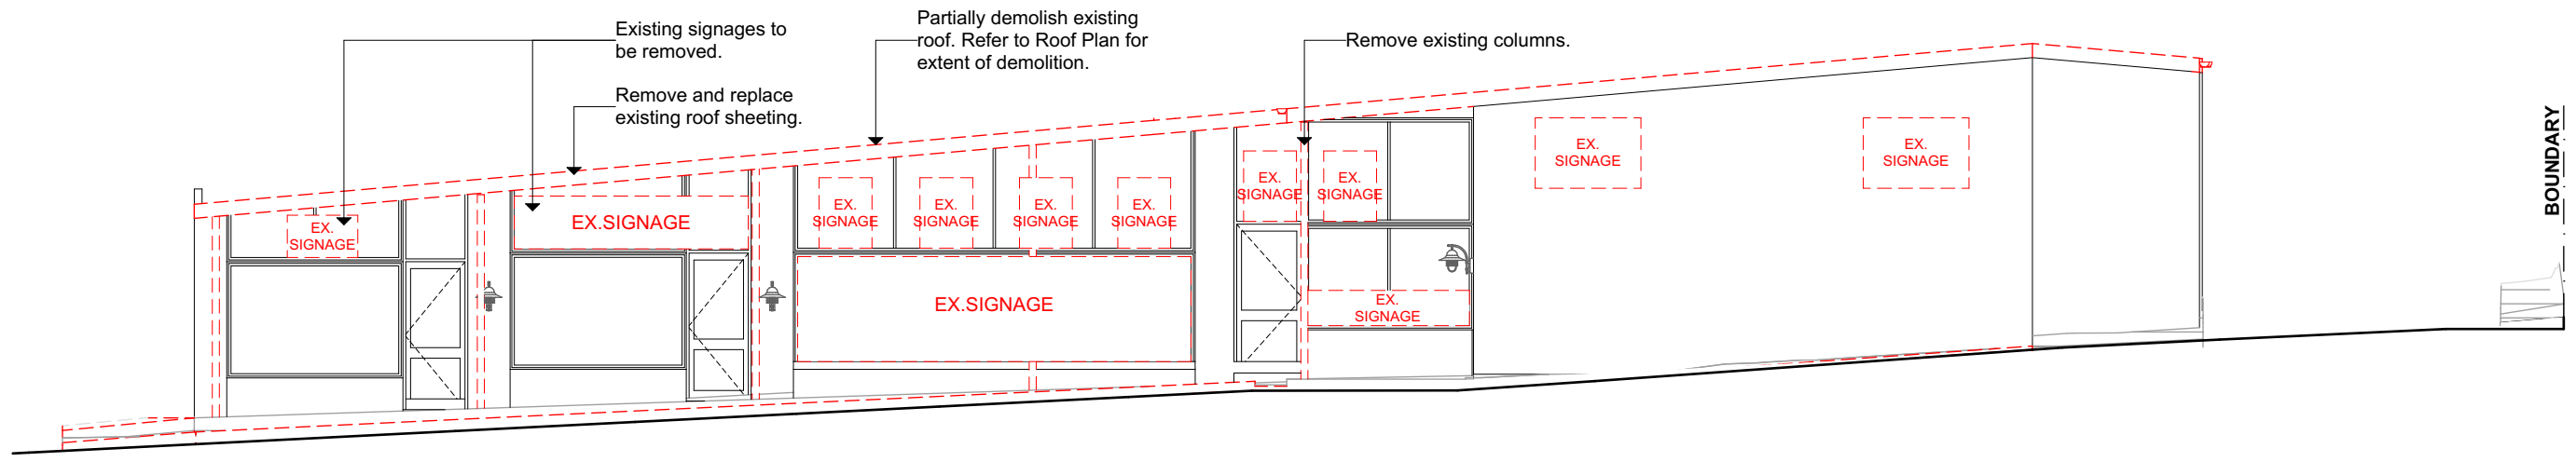 Existing signages to
be removed.
Remove and replace
existing roof sheeting.
Partially demolish existing
roof. Refer to Roof Plan for
extent of demolition.
Remove existing columns.
EX.
SIGNAGE
EX.SIGNAGE
EX.
SIGNAGE
EX.
SIGNAGE
EX.
SIGNAGE
EX.
SIGNAGE
EX.SIGNAGE
EX.
SIGNAGE
EX.
SIGNAGE
EX.
SIGNAGE
EX.
SIGNAGE
EX.
SIGNAGE
BOUNDARY